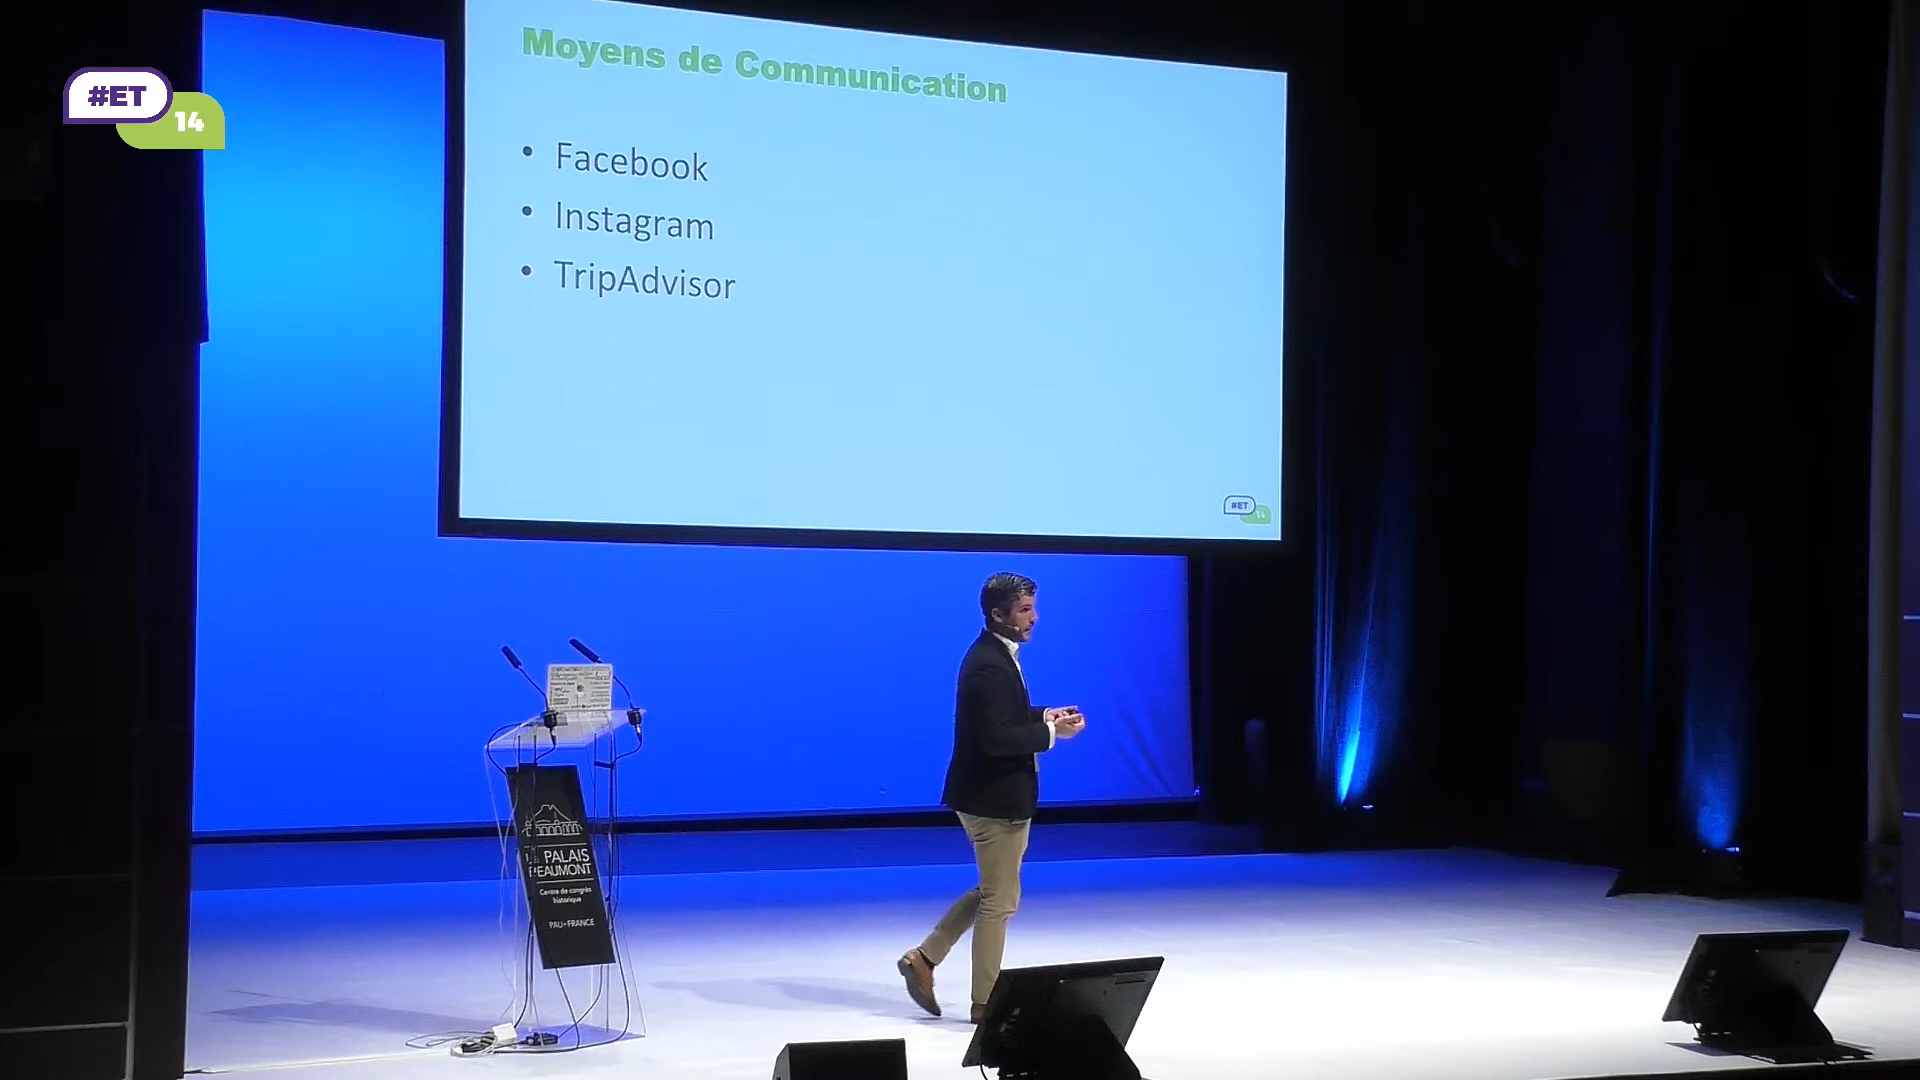 #ET
14
Moyens de Communication
• Facebook
• Instagram
• TripAdvisor
#ET
14
PALAIS
BEAUMONT
Centre de congrès
historique
PAU - FRANCE